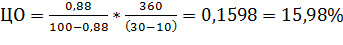 ЦО = 0,88/(100−0,88) * 360/(30−10) = 0,1598 = 15,98%